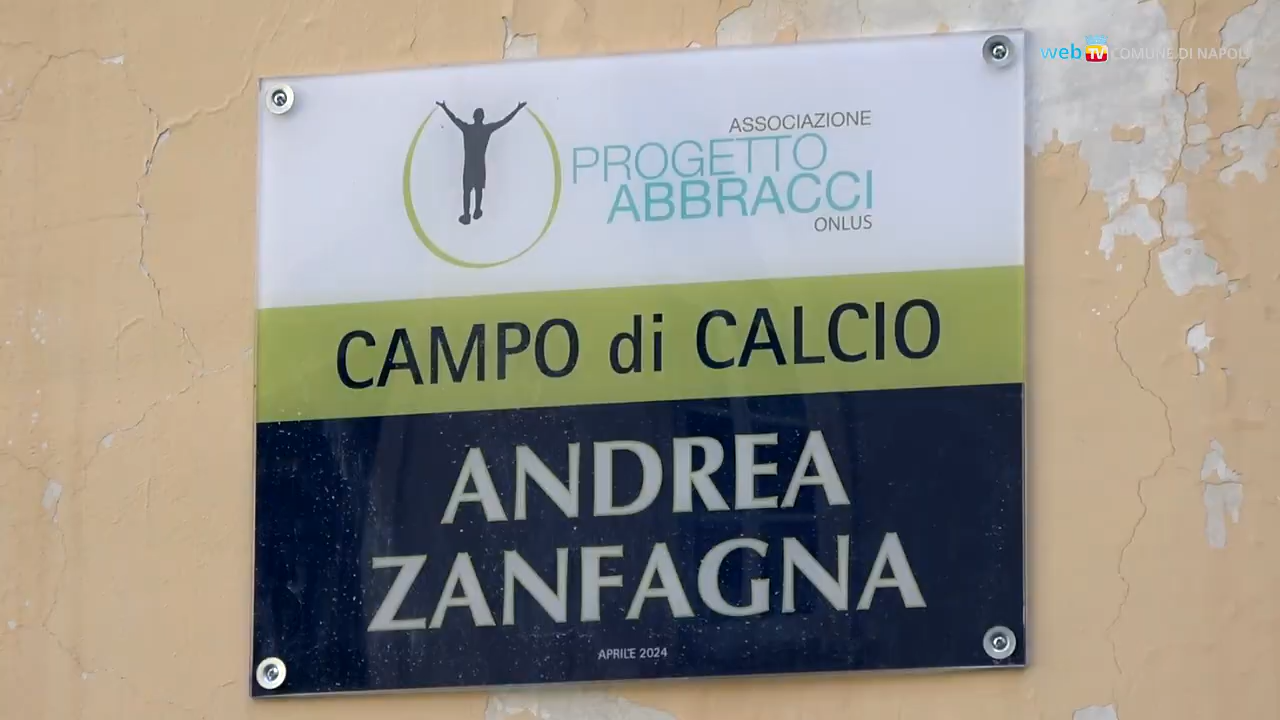 web TV COMUNE DI NAPOLI
ASSOCIAZIONE
PROGETTO
ABBRACCI
ONLUS
CAMPO di CALCIO
ANDREA
ZANFAGNA
APRILE 2024